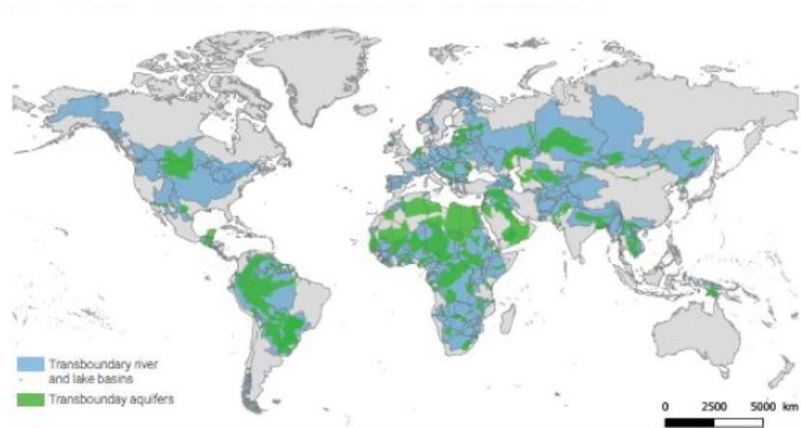 Transboundary river
and lake basins
Transbounday aquifers
0 2500 5000 km